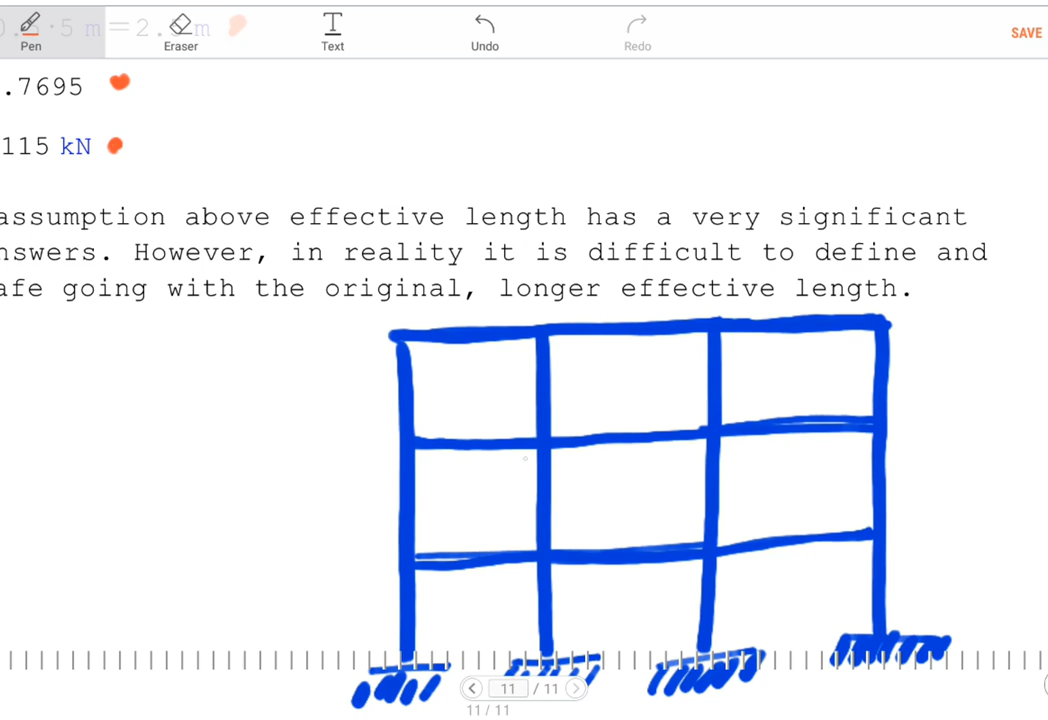 ·5 m=2. m
Pen
Eraser
Text
Undo
Redo
SAVE
.7695
115 kN
assumption above effective length has a very significant
nswers. However, in reality it is difficult to define and
afe going with the original, longer effective length.
11 / 11
11 / 11